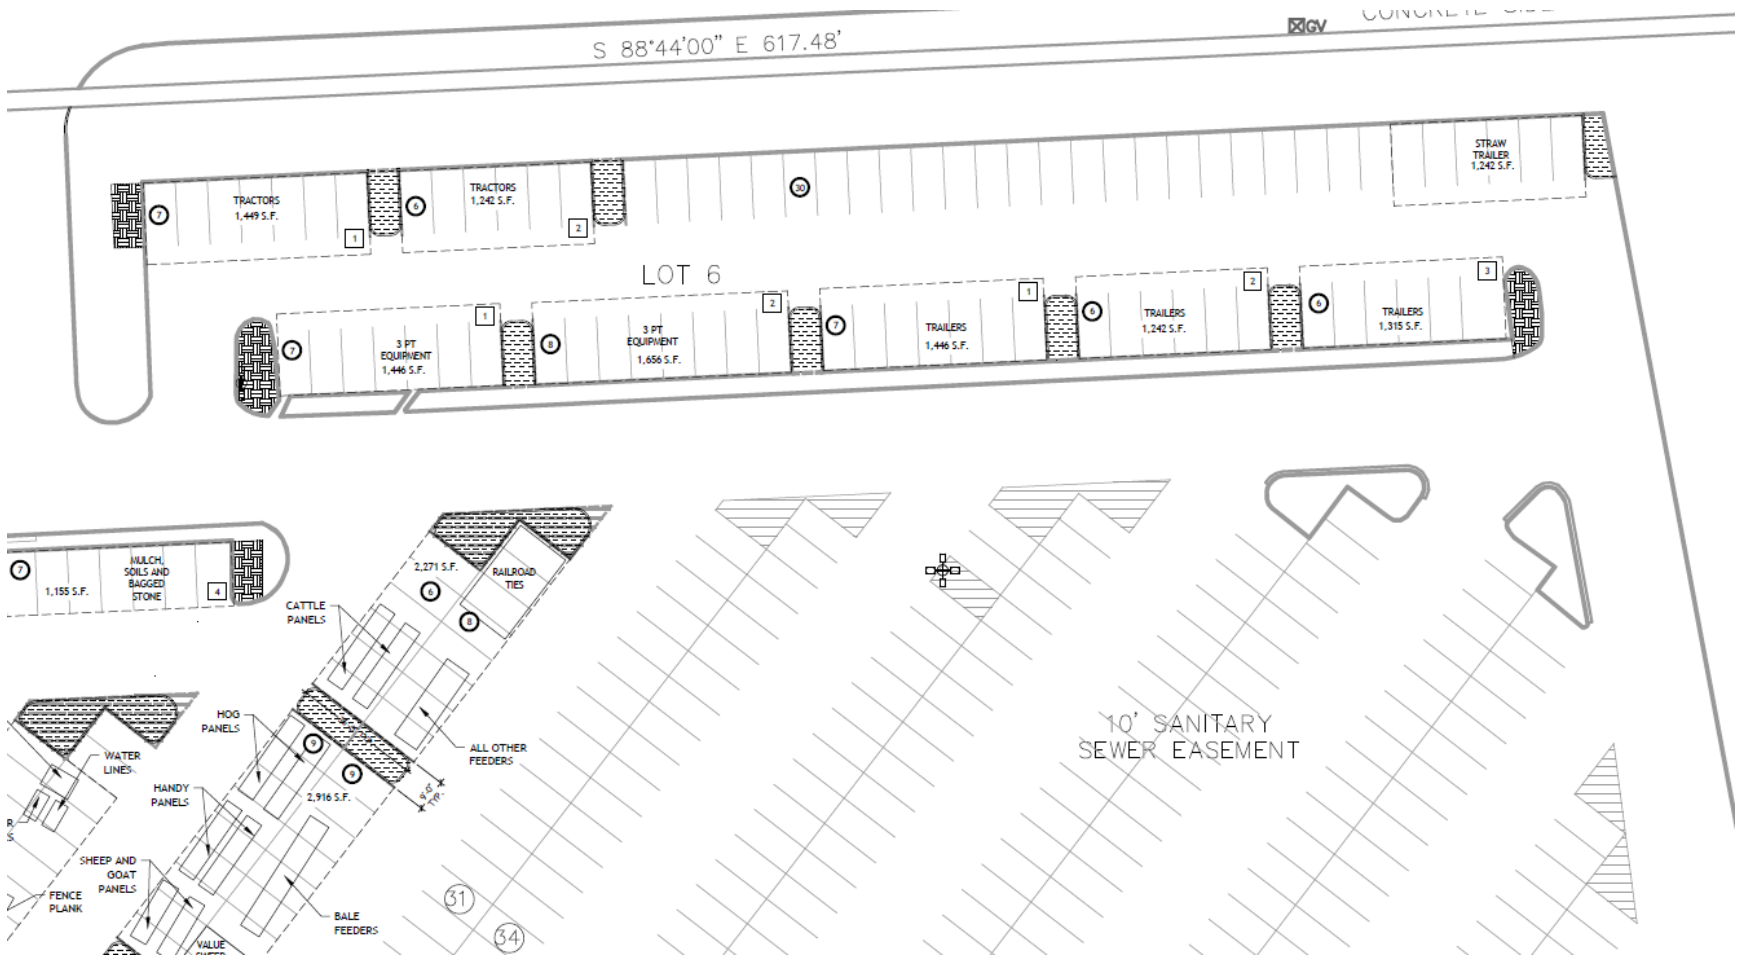 CONCRETE
GV
S 88°44'00" E 617.48'
STRAW
TRAILER
1,242 S.F.
TRACTORS
1,449 S.F.
7
1
TRACTORS
1,242 S.F.
6
2
30
LOT 6
7
3 PT
EQUIPMENT
1,446 S.F.
1
8
3 PT
EQUIPMENT
1,656 S.F.
2
7
TRAILERS
1,446 S.F.
1
6
TRAILERS
1,242 S.F.
2
6
TRAILERS
1,315 S.F.
3
7
1,155 S.F.
MULCH,
SOILS AND
BAGGED
STONE
4
2,271 S.F.
6
8
RAILROAD
TIES
CATTLE
PANELS
HOG
PANELS
9
9
2,916 S.F.
ALL OTHER
FEEDERS
9'-0"
TYP.
WATER
LINES
HANDY
PANELS
SHEEP AND
GOAT
PANELS
FENCE
PLANK
BALE
FEEDERS
VALUE
10' SANITARY
SEWER EASEMENT
31
34